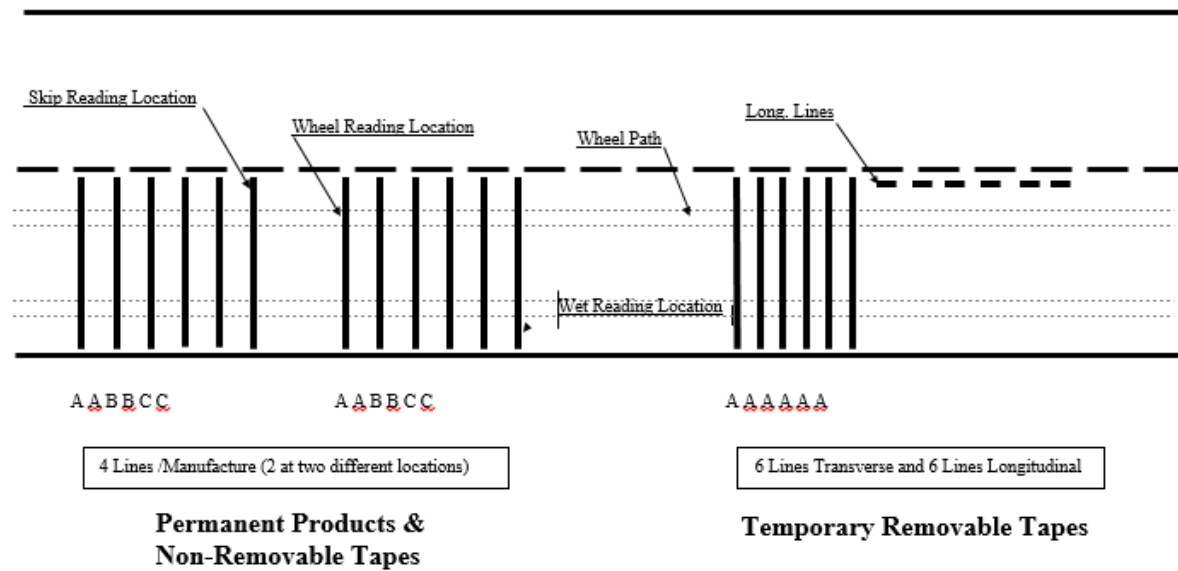 Skip Reading Location
Wheel Reading Location
Wheel Path
Long. Lines
Wet Reading Location
A A B B C C
A A B B C C
A A A A A A
4 Lines /Manufacture (2 at two different locations)
6 Lines Transverse and 6 Lines Longitudinal
Permanent Products &
Non-Removable Tapes
Temporary Removable Tapes